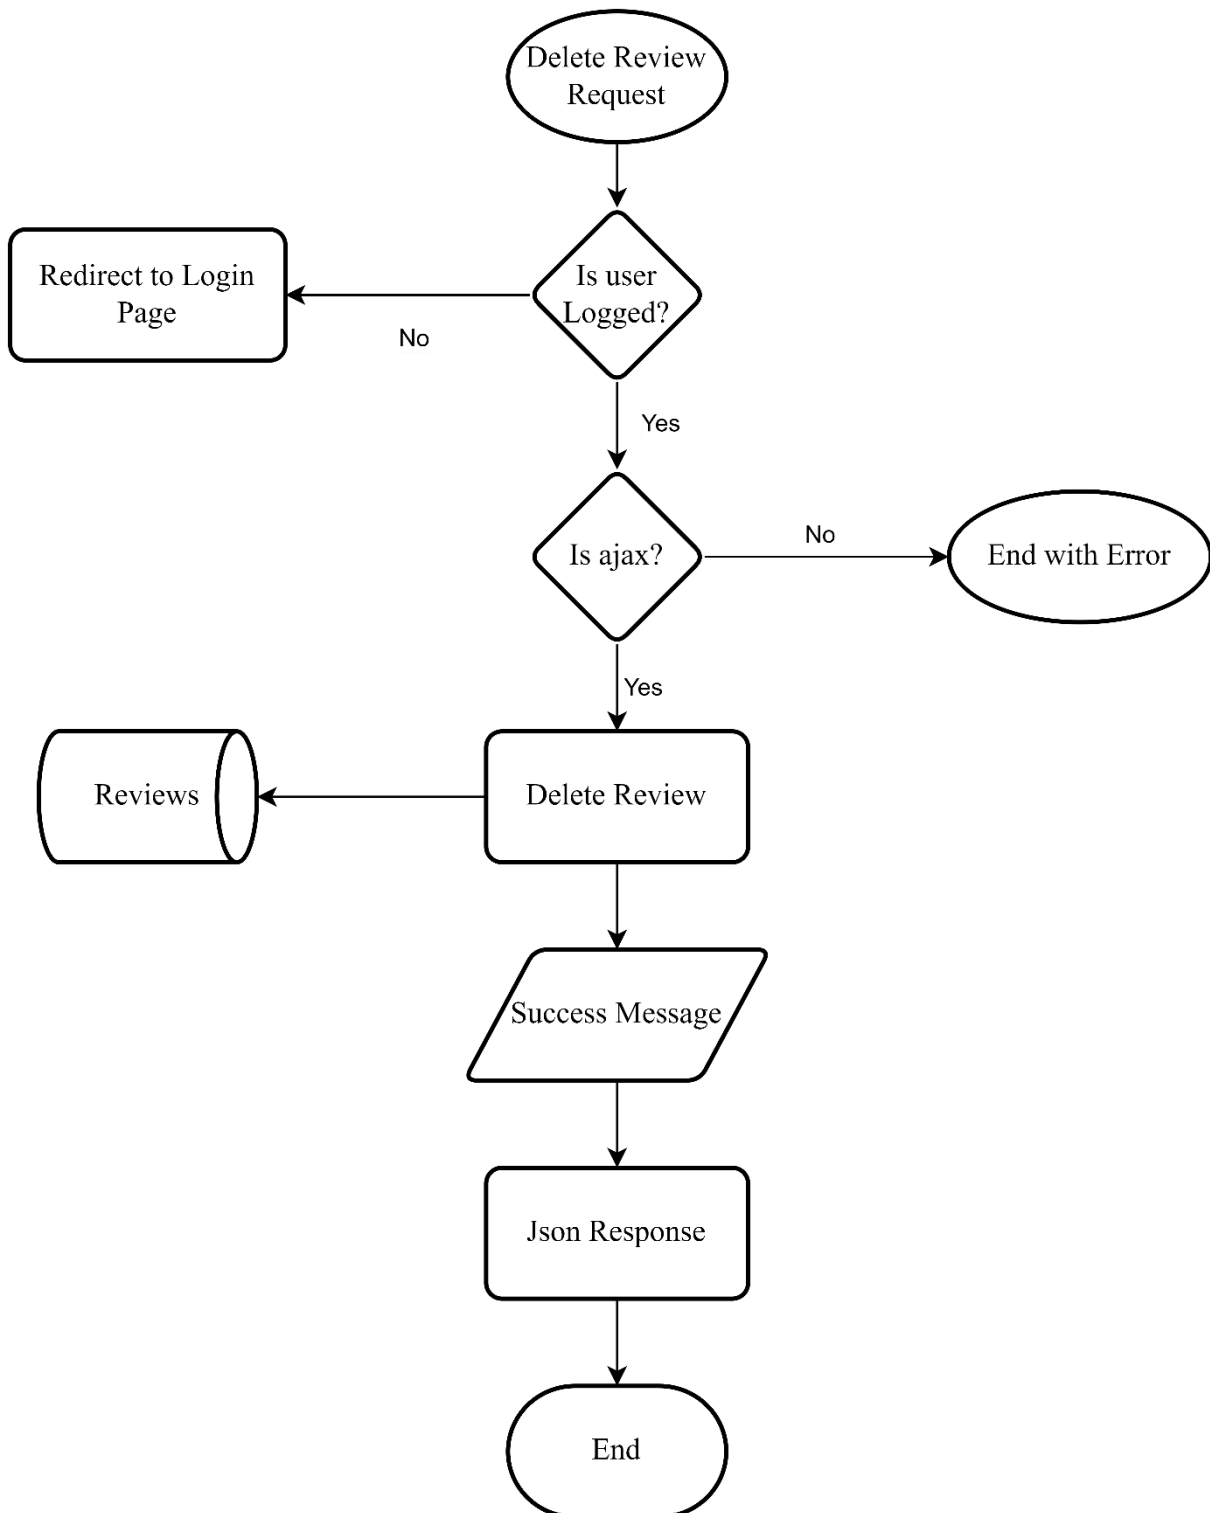 Delete Review
Request
Is user
Logged?
Redirect to Login
Page
No
Yes
Is ajax?
No
End with Error
Yes
Reviews
Delete Review
Success Message
Json Response
End